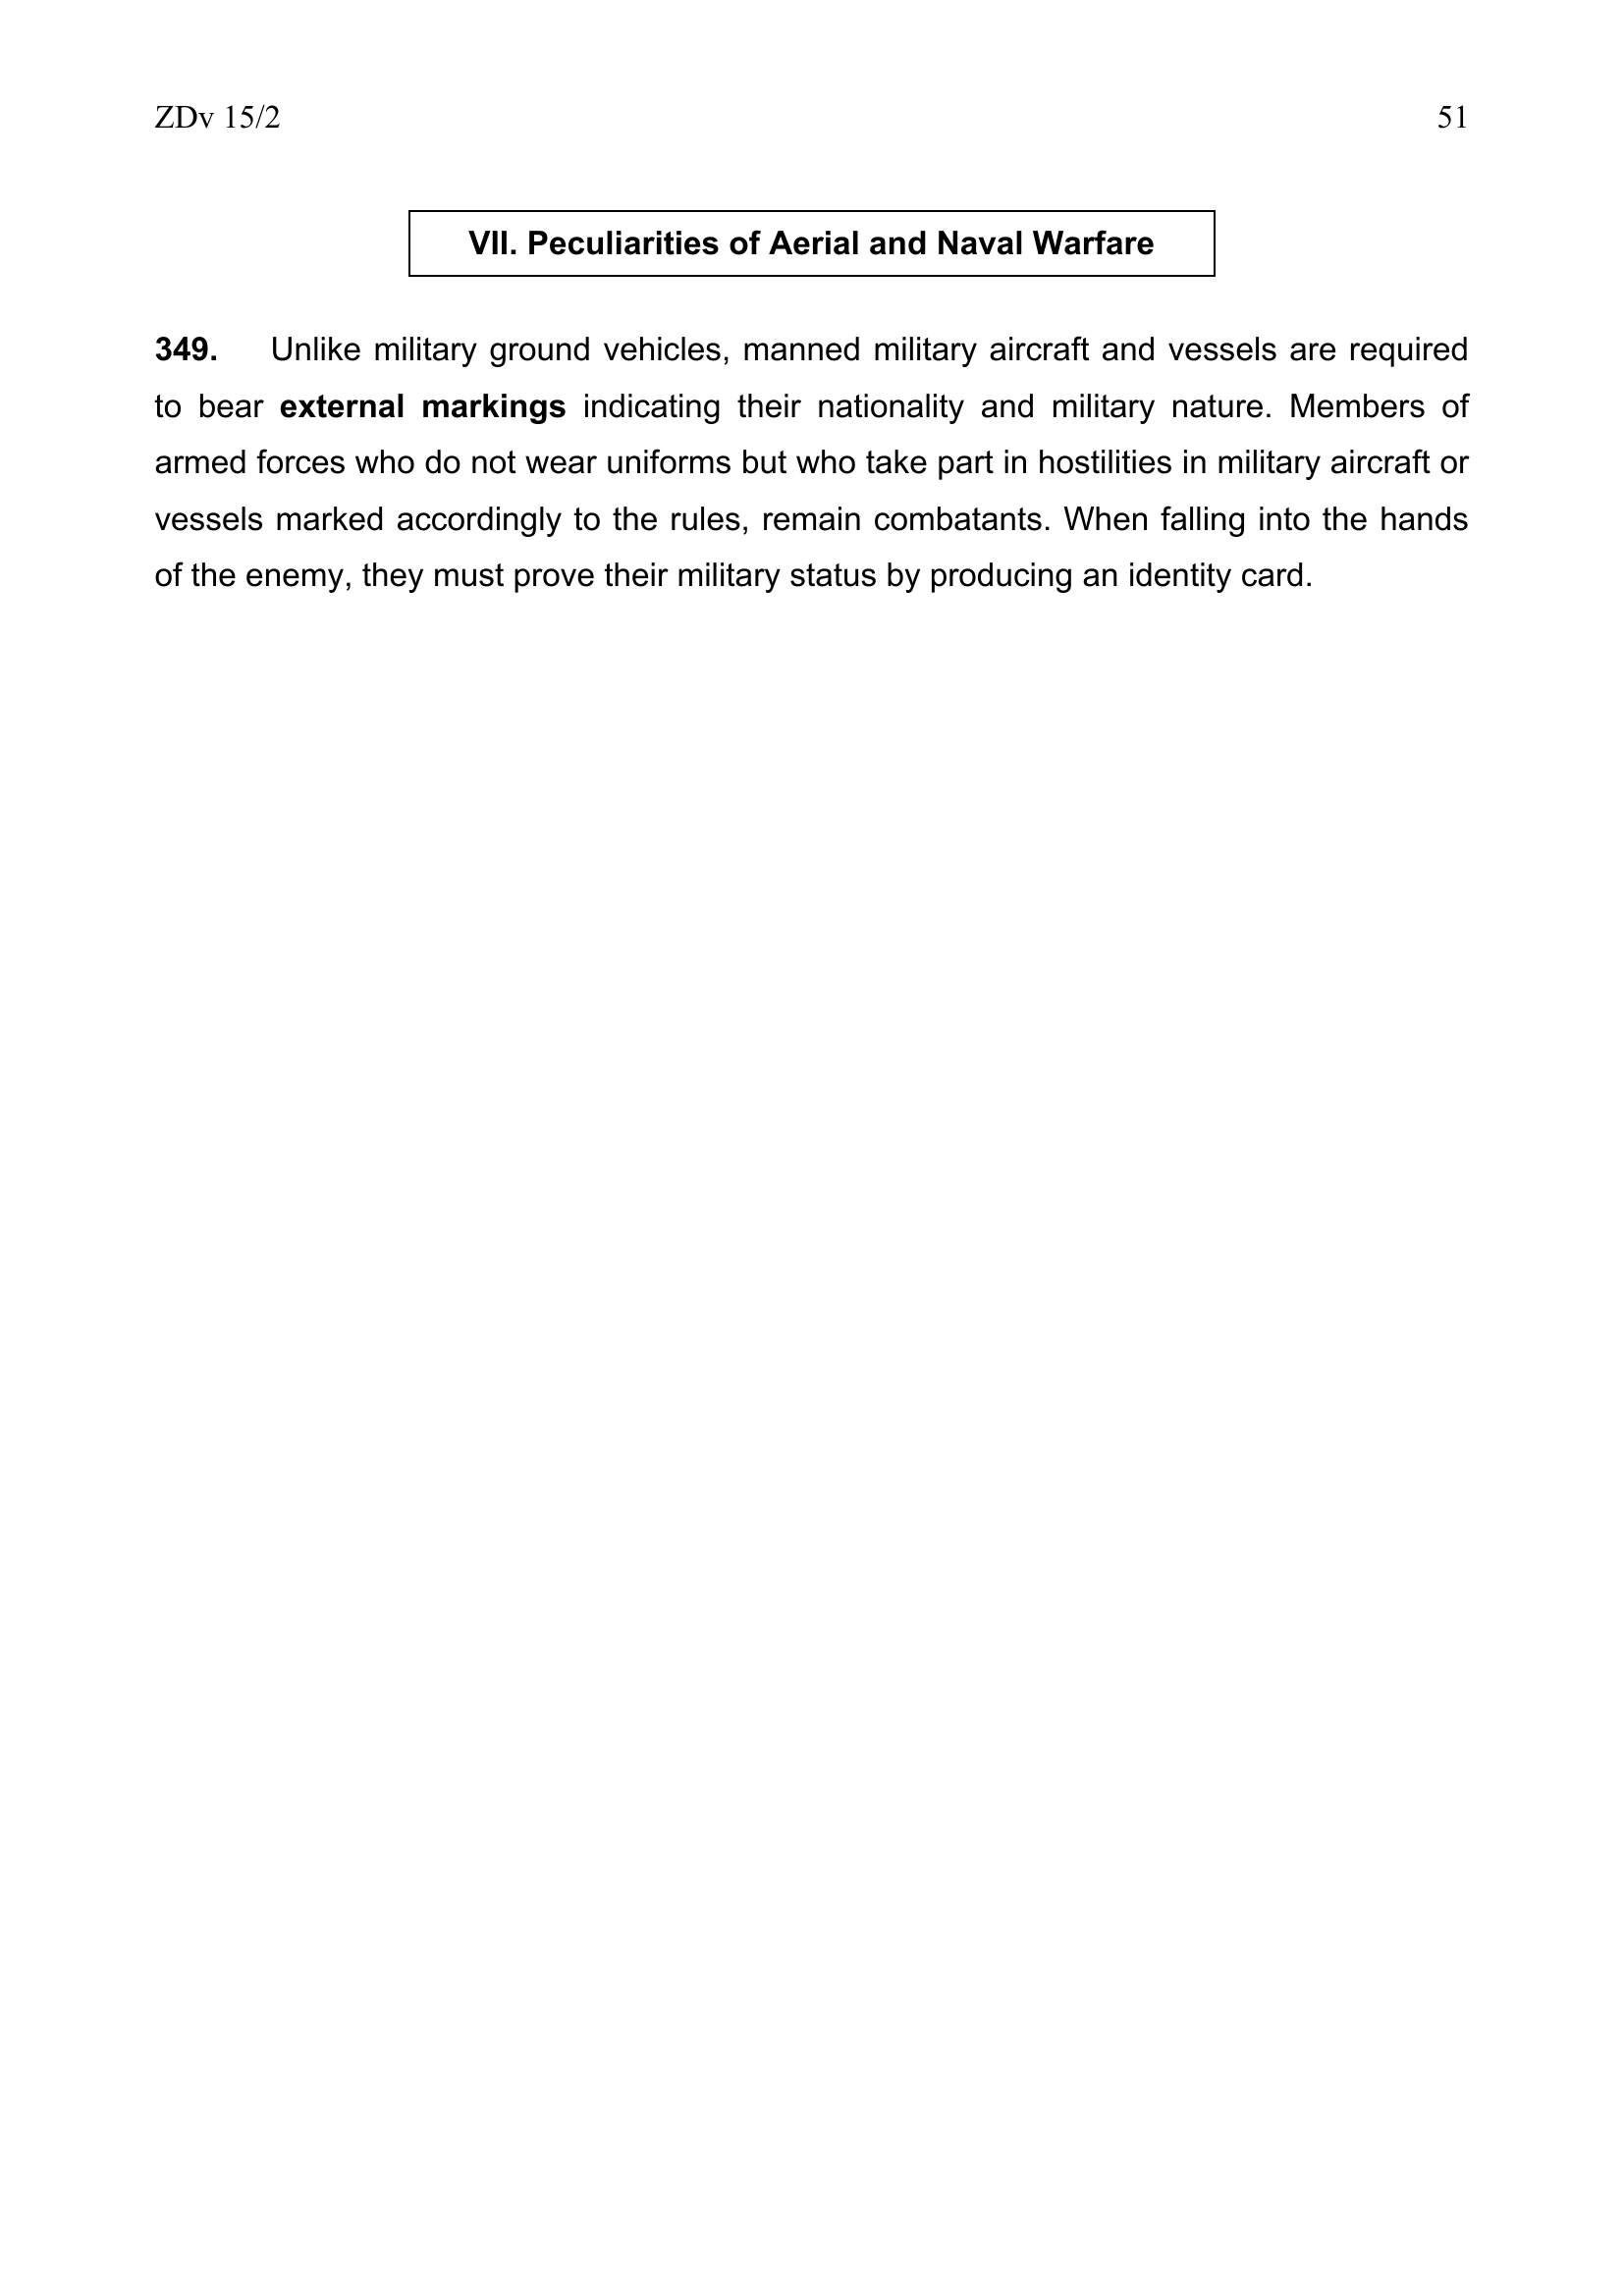 ZDv 15/2 51
VII. Peculiarities of Aerial and Naval Warfare
349. Unlike military ground vehicles, manned military aircraft and vessels are required
to bear external markings indicating their nationality and military nature. Members of
armed forces who do not wear uniforms but who take part in hostilities in military aircraft or
vessels marked accordingly to the rules, remain combatants. When falling into the hands
of the enemy, they must prove their military status by producing an identity card.